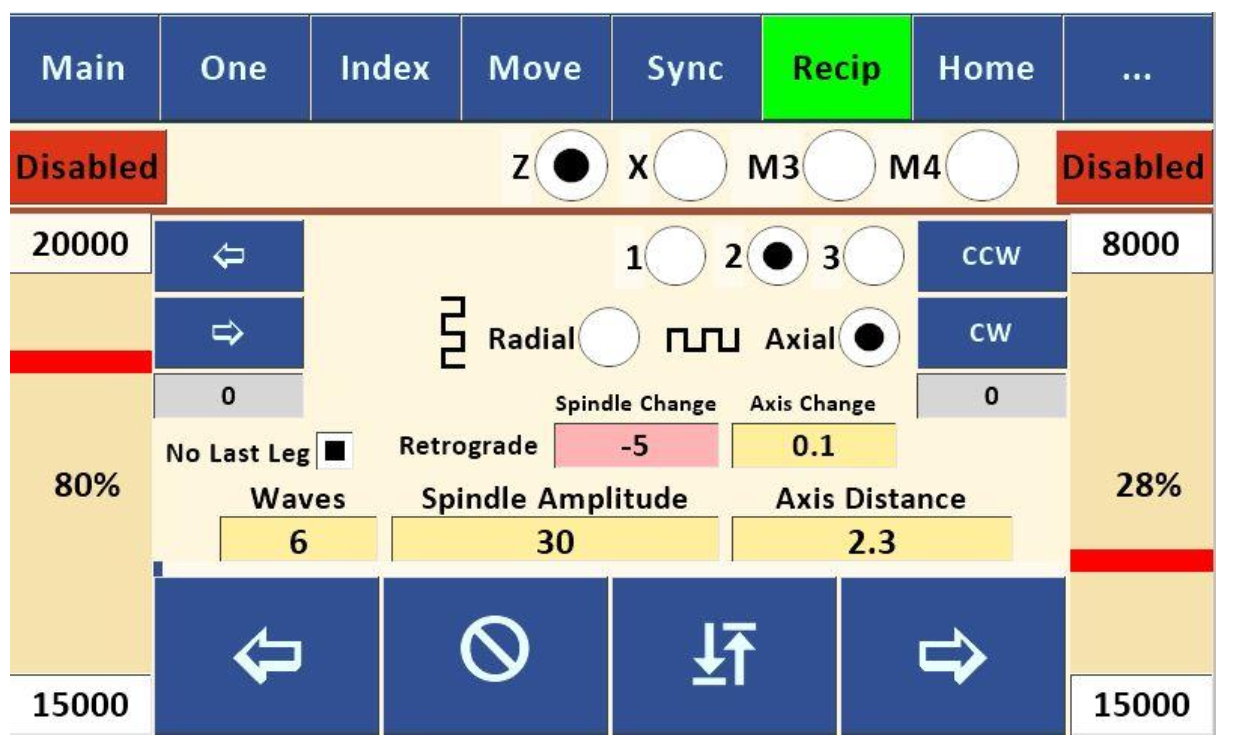 Main One Index Move Sync Recip Home ...
Disabled Z X M3 M4 Disabled
20000 1 2 3 CCW 8000
Radial Axial CW
0 Spindle Change Axis Change 0
No Last Leg Retrograde -5 0.1
80% Waves Spindle Amplitude Axis Distance 28%
6 30 2.3
15000 15000